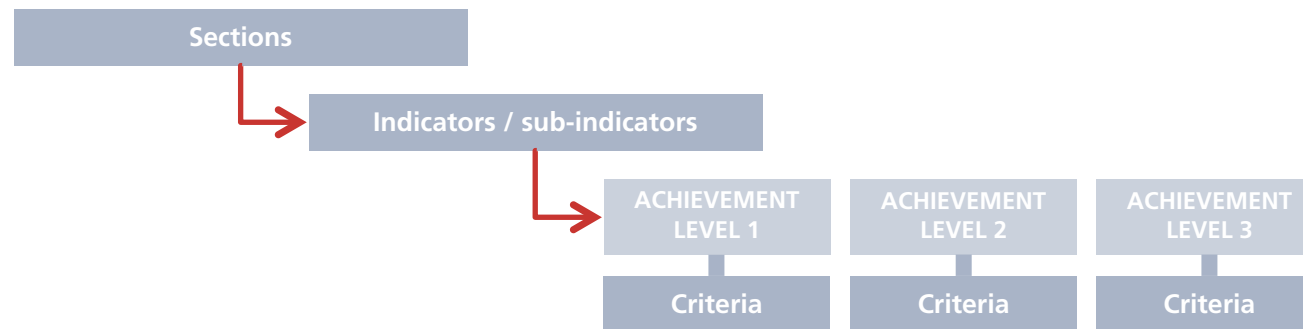 Sections
Indicators / sub-indicators
ACHIEVEMENT
LEVEL 1
ACHIEVEMENT
LEVEL 2
ACHIEVEMENT
LEVEL 3
Criteria
Criteria
Criteria